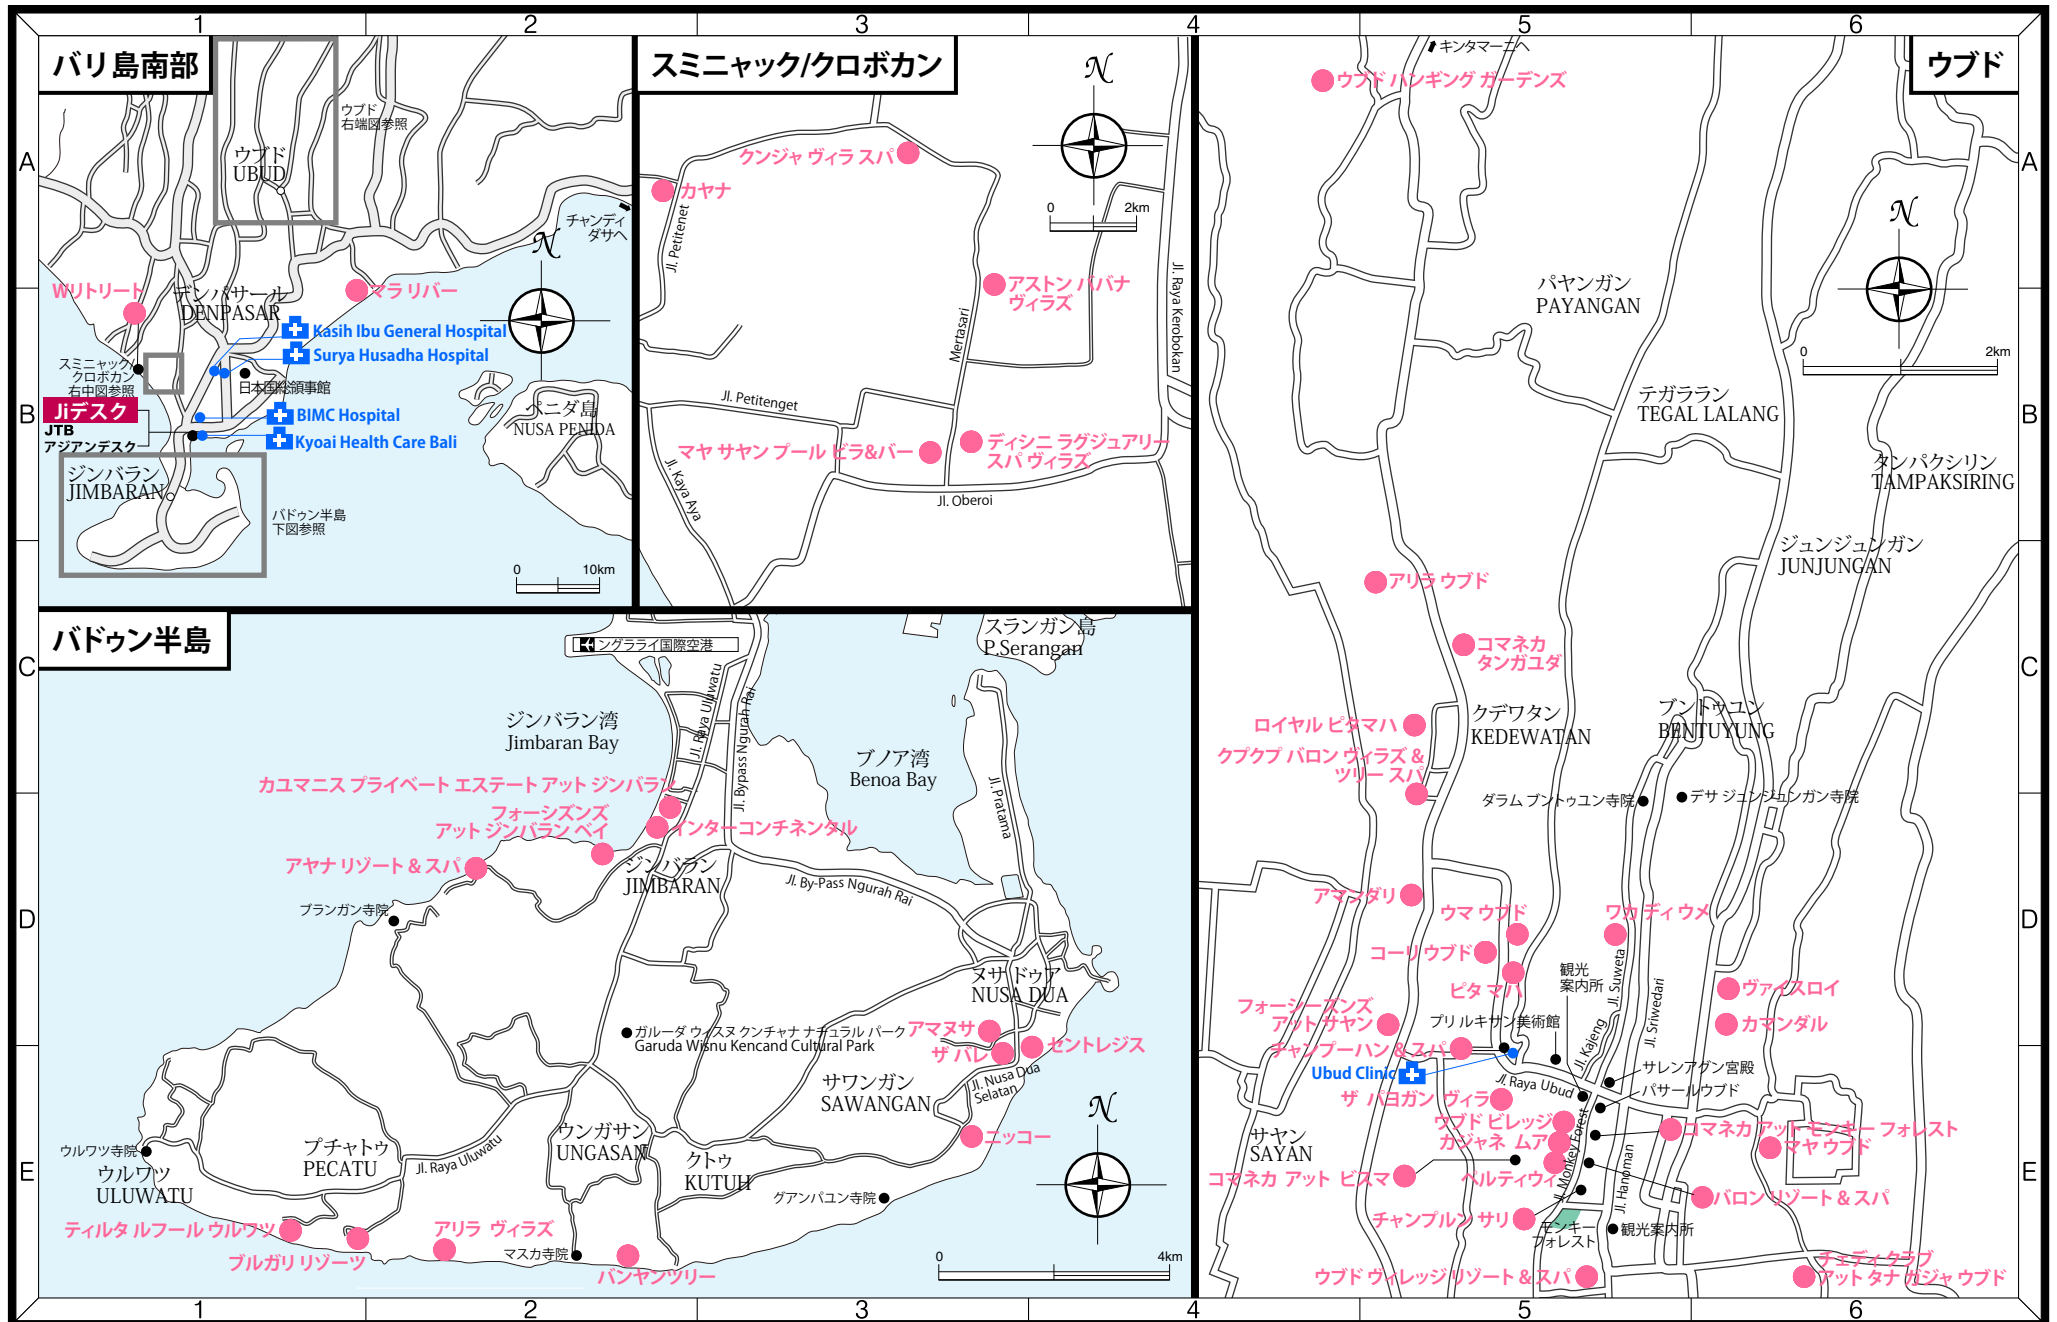 1
2
3
4
5
6
A
B
C
D
E
バリ島南部
ウブド
右端図参照
ウブド
UBUD
チャンディ
ダサへ
N
Wリトリート
デンパサール
DENPASAR
マラ リバー
Kasih Ibu General Hospital
Surya Husadha Hospital
スミニャック/
クロボカン
右中図参照
日本国総領事館
Jiデスク
JTB
アジアンデスク
BIMC Hospital
Kyoai Health Care Bali
ペニダ島
NUSA PENIDA
ジンバラン
JIMBARAN
バドゥン半島
下図参照
0
10km
スミニャック/クロボカン
N
0
2km
クンジャ ヴィラ スパ
カヤナ
Jl. Petitenet
アストン ババナ
ヴィラズ
Mertasari
Jl. Raya Kerobokan
Jl. Petitenget
マヤ サヤン プール ビラ&バー
ディシニ ラグジュアリー
スパ ヴィラズ
Jl. Kaya Aya
Jl. Oberoi
バドゥン半島
ングラライ国際空港
スランガン島
P.Serangan
ジンバラン湾
Jimbaran Bay
Jl. Raya Uluwatu
Jl. Bypass Ngurah Rai
ブノア湾
Benoa Bay
Jl. Pratama
カユマニス プライベート エステート アット ジンバラン
フォーシズンズ
アット ジンバラン ベイ
インターコンチネンタル
アヤナ リゾート & スパ
ジンバラン
JIMBARAN
Jl. By-Pass Ngurah Rai
ブランガン寺院
ヌサ ドゥア
NUSA DUA
ガルーダ ウィスヌ クンチャナ ナチュラル パーク
Garuda Wisnu Kencand Cultural Park
アマヌサ
ザ バレ
セントレジス
Jl. Nusa Dua
Selatan
サワンガン
SAWANGAN
ニッコー
N
ウルワツ寺院
ウルワツ
ULUWATU
プチャトゥ
PECATU
Jl. Raya Uluwatu
ウンガサン
UNGASAN
クトゥ
KUTUH
グアンパユン寺院
ティルタ ルフール ウルワツ
ブルガリ リゾーツ
アリラ ヴィラズ
マスカ寺院
バンヤンツリー
0
4km
ウブド
キンタマーニへ
ウブド ハンギング ガーデンズ
N
0
2km
パヤンガン
PAYANGAN
テガララン
TEGAL LALANG
タンパクシリン
TAMPAKSIRING
ジュンジュンガン
JUNJUNGAN
アリラ ウブド
コマネカ
タンガユダ
ロイヤル ピタマハ
クデワタン
KEDEWATAN
ブントゥユン
BENTUYUNG
クプクプ バロン ヴィラズ &
ツリー スパ
ダラム ブントゥユン寺院
デサ ジュンジュンガン寺院
アマンダリ
ウマ ウブド
ワカ ディ ウメ
コーリ ウブド
ピタ マハ
観光
案内所
Jl. Suweta
Jl. Sriwedari
ヴァイスロイ
カマンダル
フォーシーズンズ
アット サヤン
プリ ルキサン美術館
チャンプーハン & スパ
Jl. Kajeng
Ubud Clinic
Jl. Raya Ubud
サレンアグン宮殿
パサールウブド
ザ パヨガン ヴィラ
ウブド ビレッジ
カジャネ ムア
コマネカ アット モンキー フォレスト
マヤ ウブド
サヤン
SAYAN
Jl. Monkey Forest
Jl. Hanoman
コマネカ アット ビスマ
ペルティウィ
バロン リゾート & スパ
チャンプルン サリ
モンキー
フォレスト
観光案内所
ウブド ヴィレッジ リゾート & スパ
チェディ クラブ
アット タナ ガジャ ウブド
A
B
C
D
E
1
2
3
4
5
6